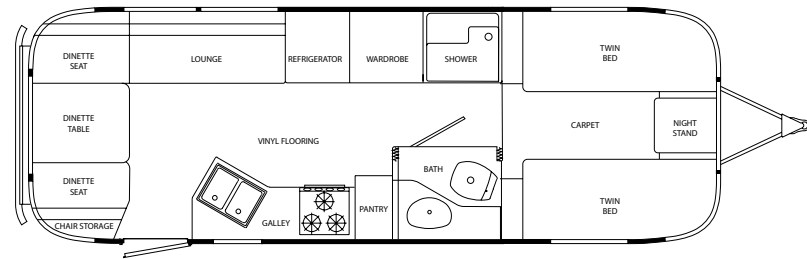 DINETTE
SEAT
LOUNGE
REFRIGERATOR
WARDROBE
SHOWER
TWIN
BED
DINETTE
TABLE
VINYL FLOORING
CARPET
NIGHT
STAND
DINETTE
SEAT
CHAIR STORAGE
GALLEY
PANTRY
BATH
TWIN
BED